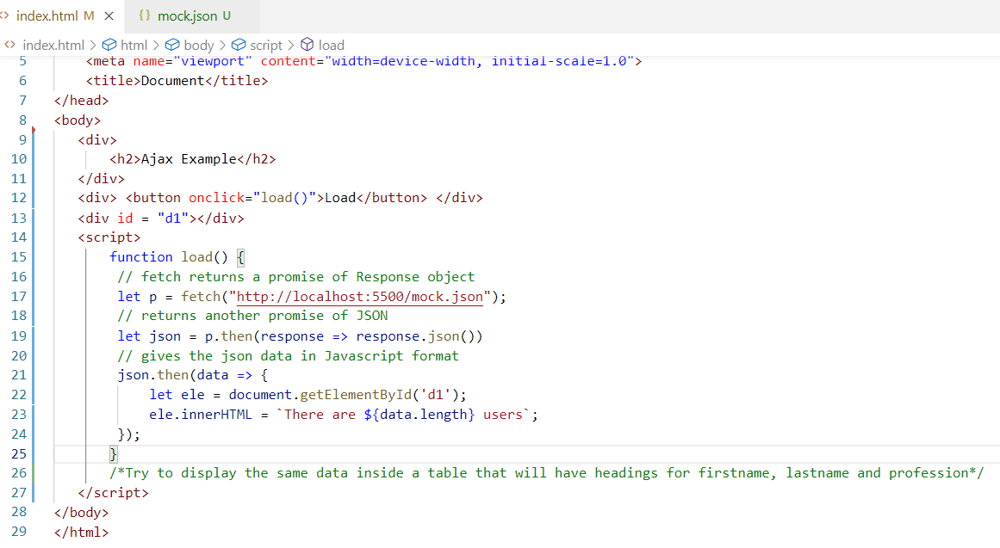 index.html M
mock.json U
index.html > html > body > script > load
5 <meta name="viewport" content="width=device-width, initial-scale=1.0">
6 <title>Document</title>
7 </head>
8 <body>
9 <div>
10 <h2>Ajax Example</h2>
11 </div>
12 <div> <button onclick="load()">Load</button> </div>
13 <div id = "d1"></div>
14 <script>
15 function load() {
16 // fetch returns a promise of Response object
17 let p = fetch("http://localhost:5500/mock.json");
18 // returns another promise of JSON
19 let json = p.then(response => response.json())
20 // gives the json data in Javascript format
21 json.then(data => {
22 let ele = document.getElementById('d1');
23 ele.innerHTML = `There are ${data.length} users`;
24 });
25 }
26 /*Try to display the same data inside a table that will have headings for firstname, lastname and profession*/
27 </script>
28 </body>
29 </html>